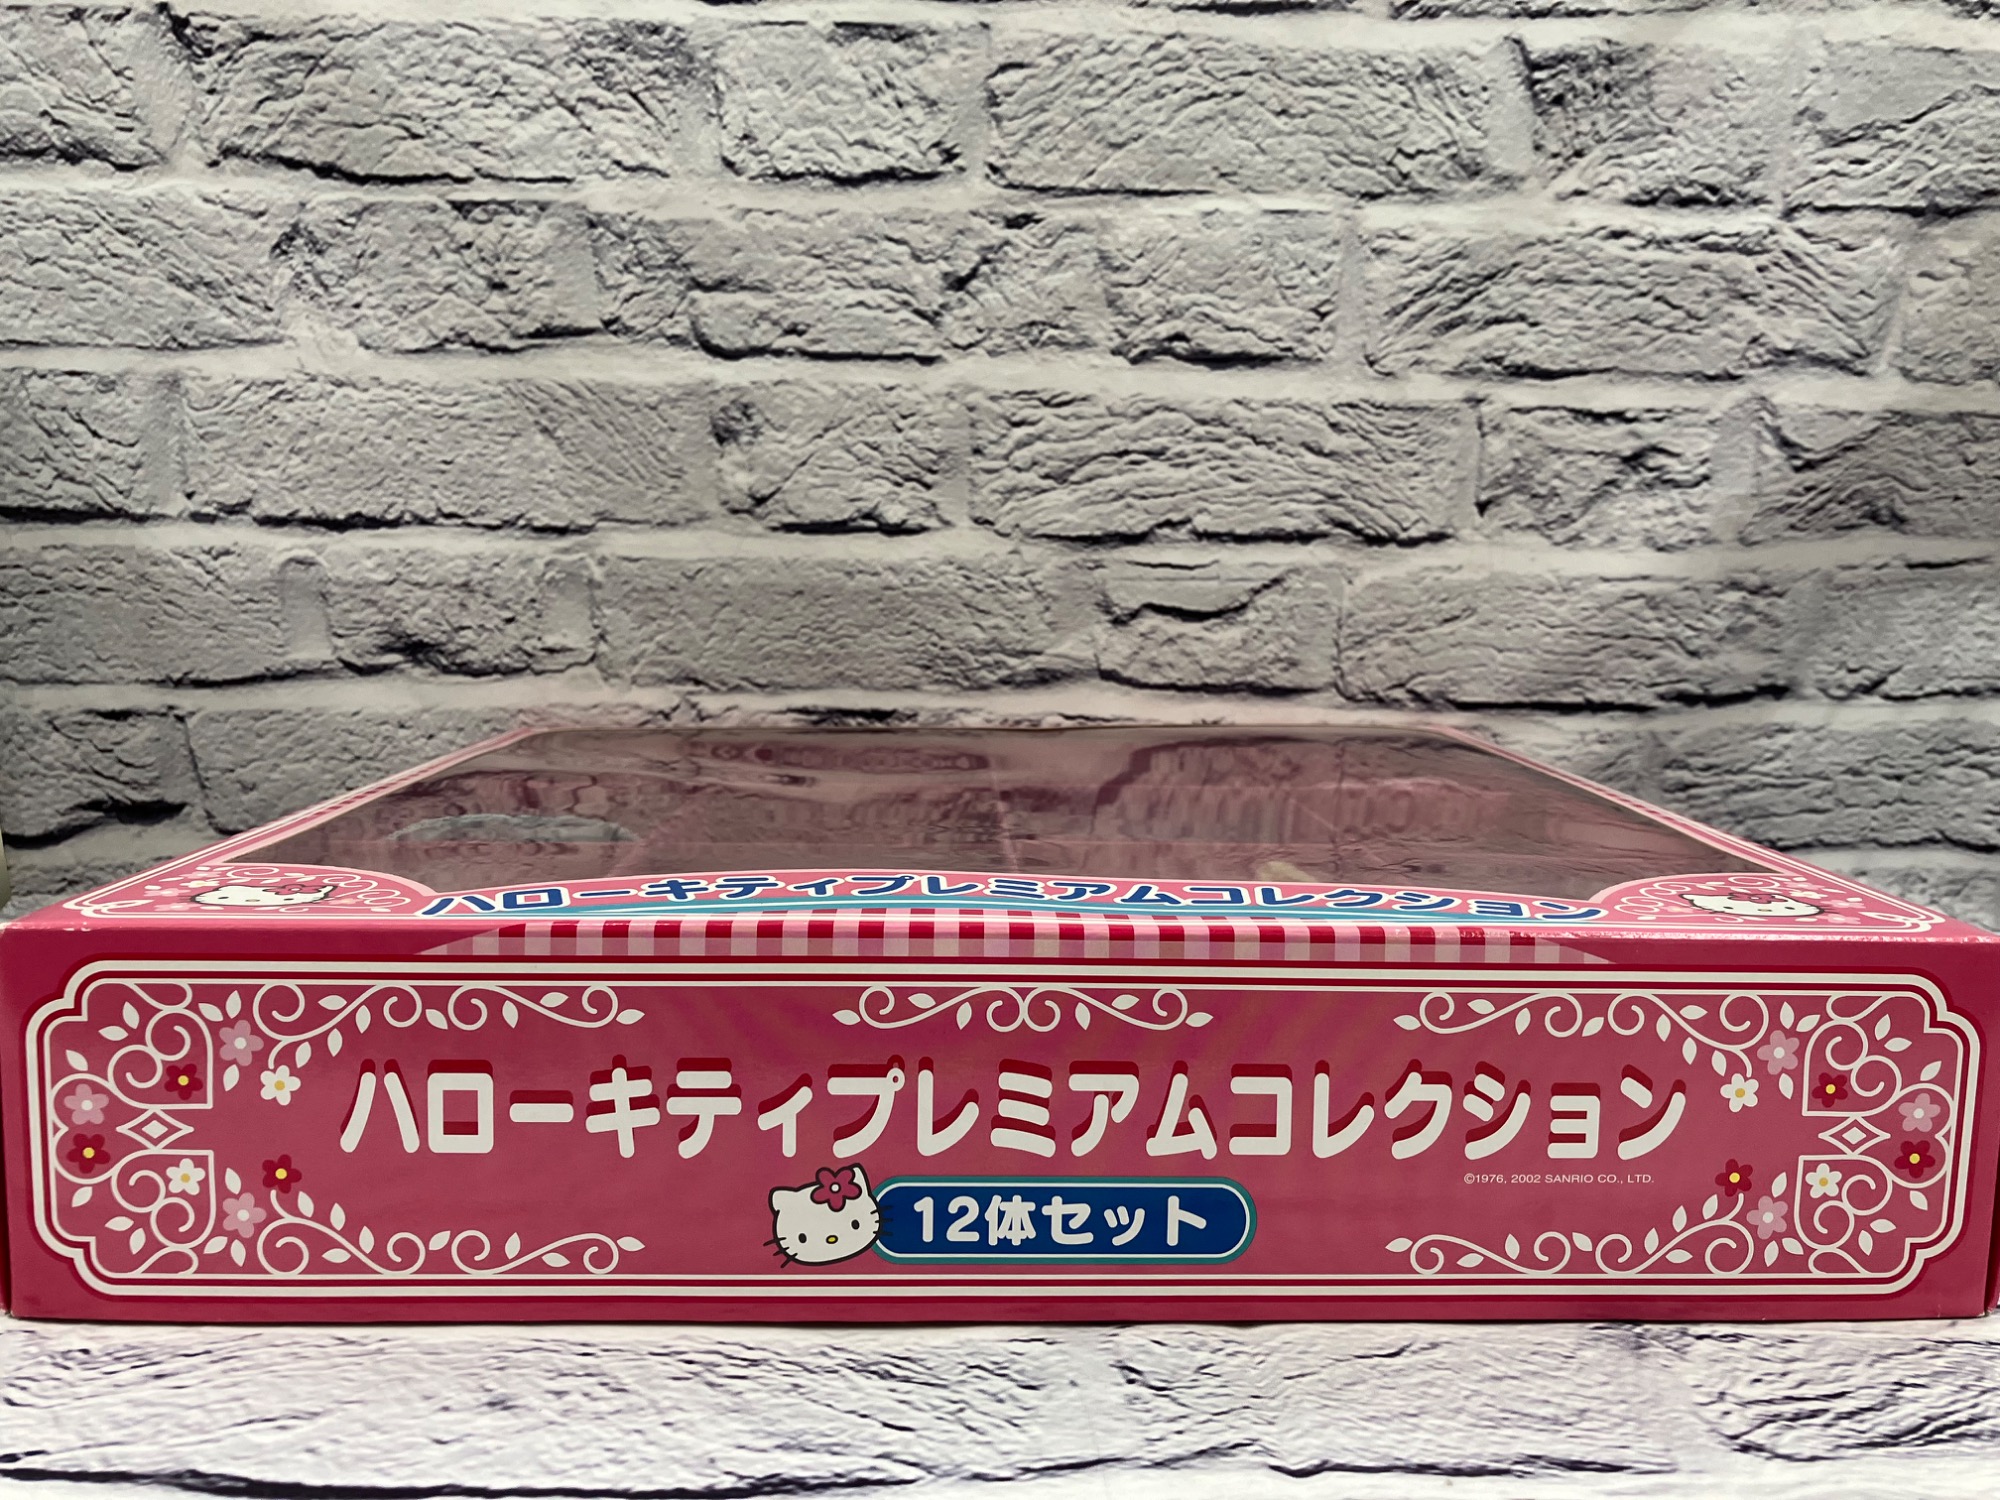 ハローキティプレミアムコレクション
ハローキティプレミアムコレクション
©1976, 2002 SANRIO CO., LTD.
12体セット